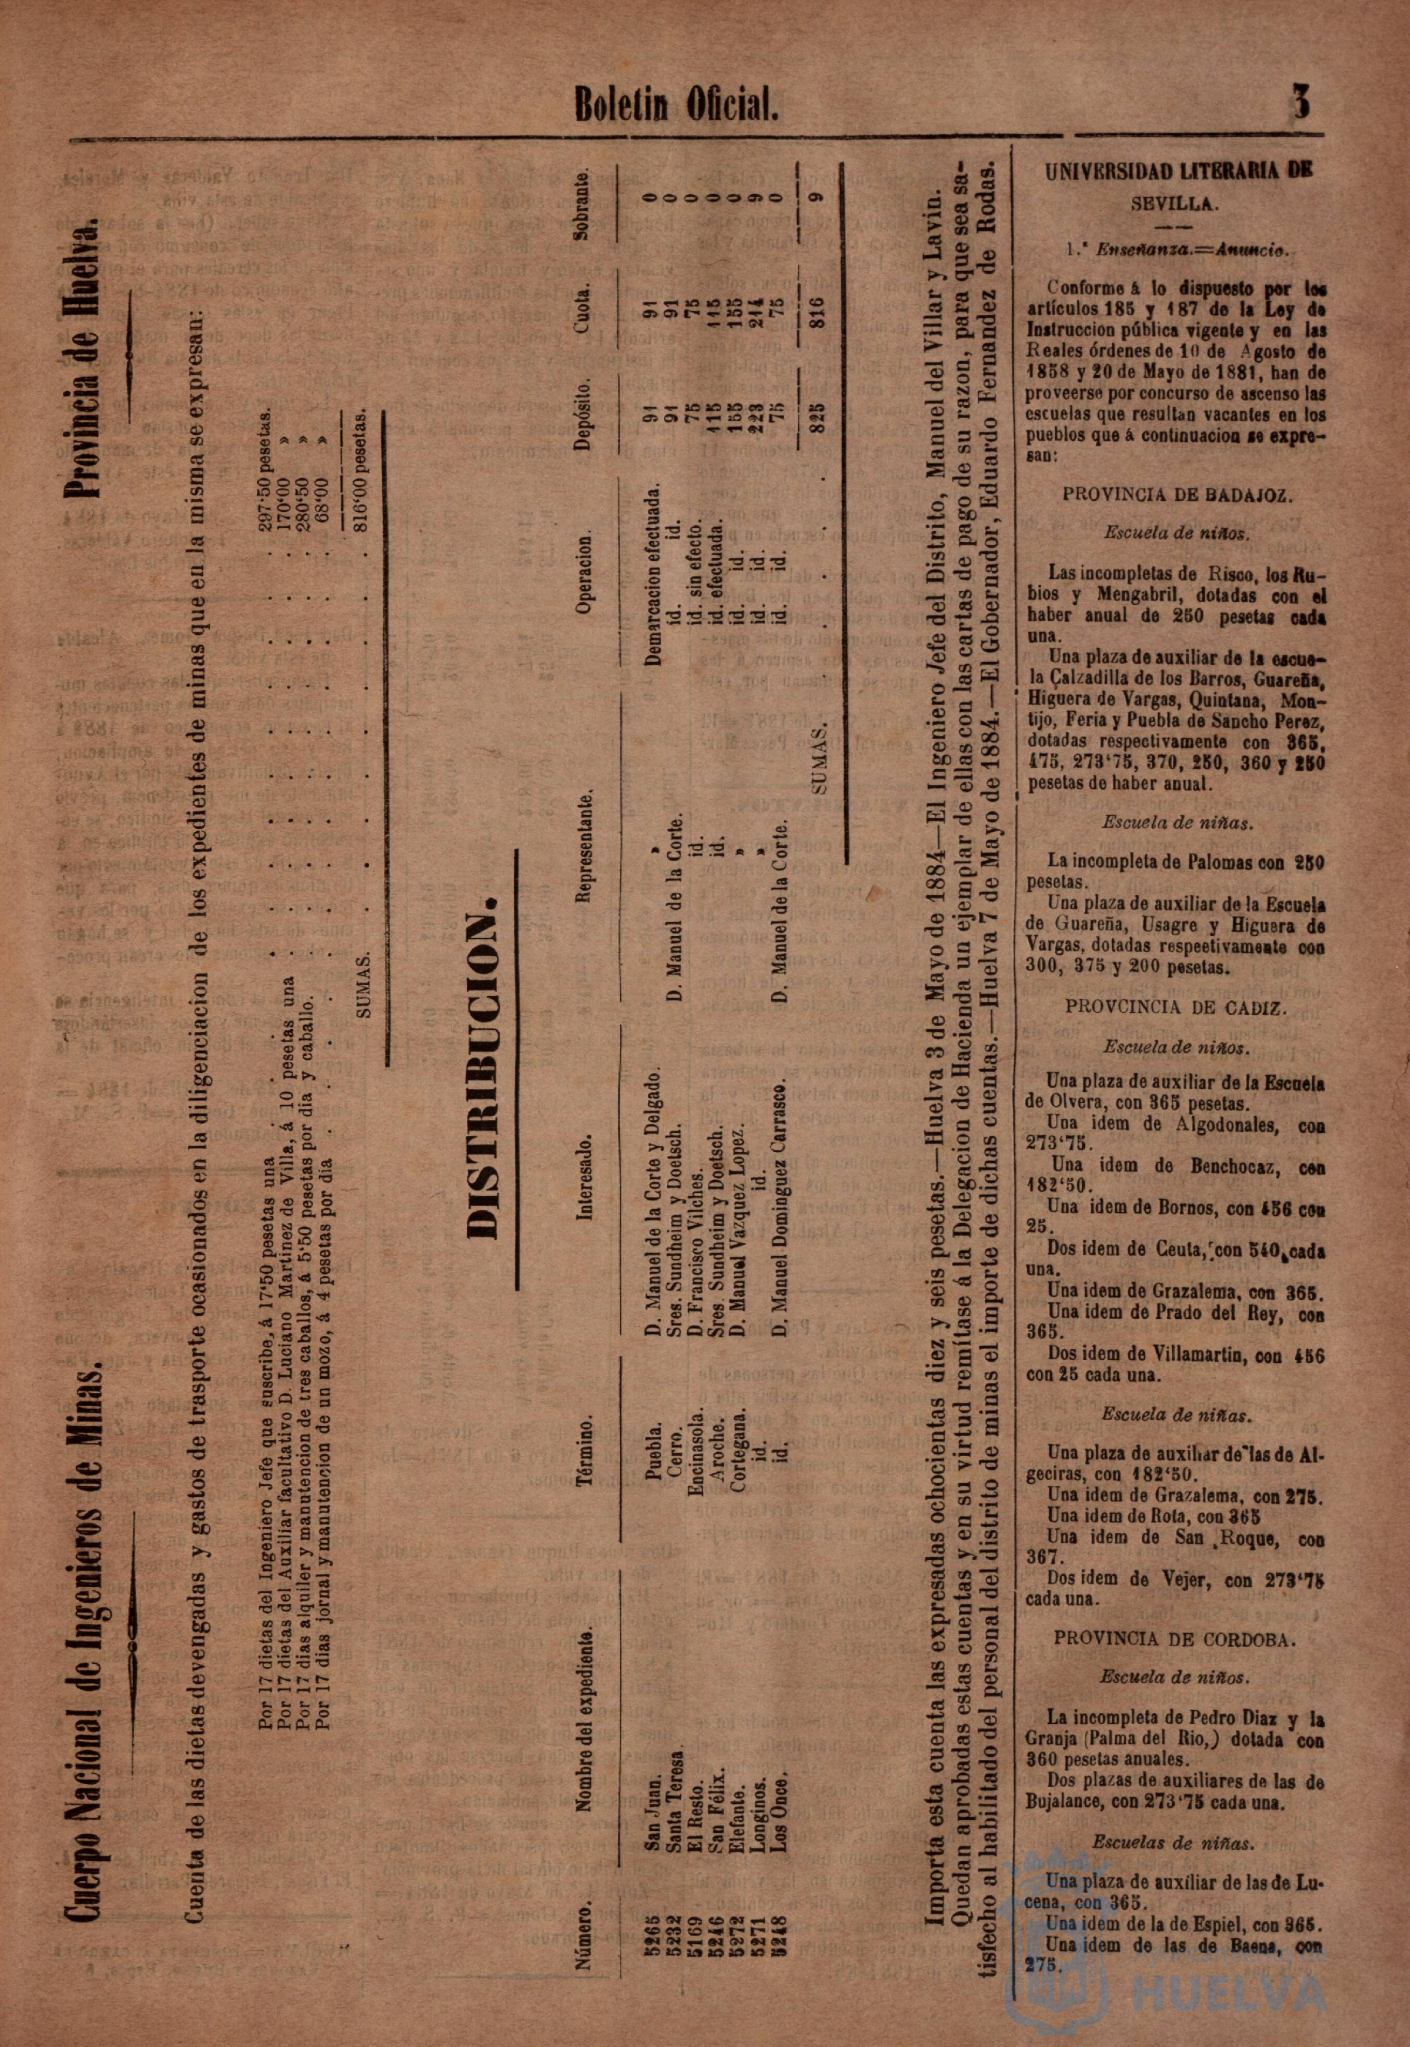 Boletin Oficial.
3
Cuerpo Nacional de Ingenieros de Minas.
Provincia de Huelva.
Cuenta de las dietas devengadas y gastos de trasporte ocasionados en la diligenciacion de los expedientes de minas que en la misma se expresan:
Por 17 dietas del Ingeniero Jefe que suscribe, á 17'50 pesetas una . . . . . . . . . 297'50 pesetas.
Por 17 dietas del Auxiliar facultativo D. Luciano Martinez de Villa, á 10 pesetas una . . . . . . . . . 170'00 »
Por 17 dias alquiler y manutencion de tres caballos, á 5'50 pesetas por dia y caballo. . . . . . . . . . 280'50 »
Por 17 dias jornal y manutencion de un mozo, á 4 pesetas por dia . . . . . . . . . . . . 68'00 »
SUMAS. . . . . . . . . 816'00 pesetas.
DISTRIBUCION.
Número. Nombre del expediente. Término. Interesado. Representante. Operacion. Depósito. Cuota. Sobrante.
5265 San Juan. Puebla. D. Manuel de la Corte y Delgado. » Demarcacion efectuada. 91 91 0
5232 Santa Teresa. Cerro. Sres. Sundheim y Doetsch. D. Manuel de la Corte. id. id. 91 91 0
5169 El Resto. Encinasola. D. Francisco Vilches. id. id. sin efecto. 75 75 0
5246 San Félix. Aroche. Sres. Sundheim y Doetsch. id. id. efectuada. 115 115 0
5272 Elefante. Cortegana. D. Manuel Vazquez Lopez. » id. id. 155 155 0
5271 Longinos. id. id. » id. id. 223 214 9
5248 Los Once. id. D. Manuel Dominguez Carrasco. D. Manuel de la Corte. id. id. 75 75 0
SUMAS. . . . . 825 816 9
Importa esta cuenta las expresadas ochocientas diez y seis pesetas.—Huelva 3 de Mayo de 1884—El Ingeniero Jefe del Distrito, Manuel del Villar y Lavin.
Quedan aprobadas estas cuentas y en su virtud remítase á la Delegacion de Hacienda un ejemplar de ellas con las cartas de pago de su razon, para que sea sa-
tisfecho al habilitado del personal del distrito de minas el importe de dichas cuentas.—Huelva 7 de Mayo de 1884.—El Gobernador, Eduardo Fernandez de Rodas.
UNIVERSIDAD LITERARIA DE
SEVILLA.
1.ª Enseñanza.=Anuncio.
Conforme á lo dispuesto por los
artículos 185 y 187 de la Ley de
Instruccion pública vigente y en las
Reales órdenes de 10 de Agosto de
1858 y 20 de Mayo de 1881, han de
proveerse por concurso de ascenso las
escuelas que resultan vacantes en los
pueblos que á continuacion se expre-
san:
PROVINCIA DE BADAJOZ.
Escuela de niños.
Las incompletas de Risco, los Ru-
bios y Mengabril, dotadas con el
haber anual de 250 pesetas cada
una.
Una plaza de auxiliar de la escue-
la Calzadilla de los Barros, Guareña,
Higuera de Vargas, Quintana, Mon-
tijo, Feria y Puebla de Sancho Perez,
dotadas respectivamente con 365,
475, 273'75, 370, 250, 360 y 250
pesetas de haber anual.
Escuela de niñas.
La incompleta de Palomas con 250
pesetas.
Una plaza de auxiliar de la Escuela
de Guareña, Usagre y Higuera de
Vargas, dotadas respeetivamente con
300, 375 y 200 pesetas.
PROVCINCIA DE CADIZ.
Escuela de niños.
Una plaza de auxiliar de la Escuela
de Olvera, con 365 pesetas.
Una idem de Algodonales, con
273'75.
Una idem de Benchocaz, con
182'50.
Una idem de Bornos, con 456 con
25.
Dos idem de Ceuta, con 540 cada
una.
Una idem de Grazalema, con 365.
Una idem de Prado del Rey, con
365.
Dos idem de Villamartin, con 456
con 25 cada una.
Escuela de niñas.
Una plaza de auxiliar de las de Al-
geciras, con 182'50.
Una idem de Grazalema, con 275.
Una idem de Rota, con 365
Una idem de San Roque, con
367.
Dos idem de Vejer, con 273'75
cada una.
PROVINCIA DE CORDOBA.
Escuela de niños.
La incompleta de Pedro Diaz y la
Granja (Palma del Rio,) dotada con
360 pesetas anuales.
Dos plazas de auxiliares de las de
Bujalance, con 273'75 cada una.
Escuelas de niñas.
Una plaza de auxiliar de las de Lu-
cena, con 365.
Una idem de la de Espiel, con 365.
Una idem de las de Baena, con
275.
HUELVA